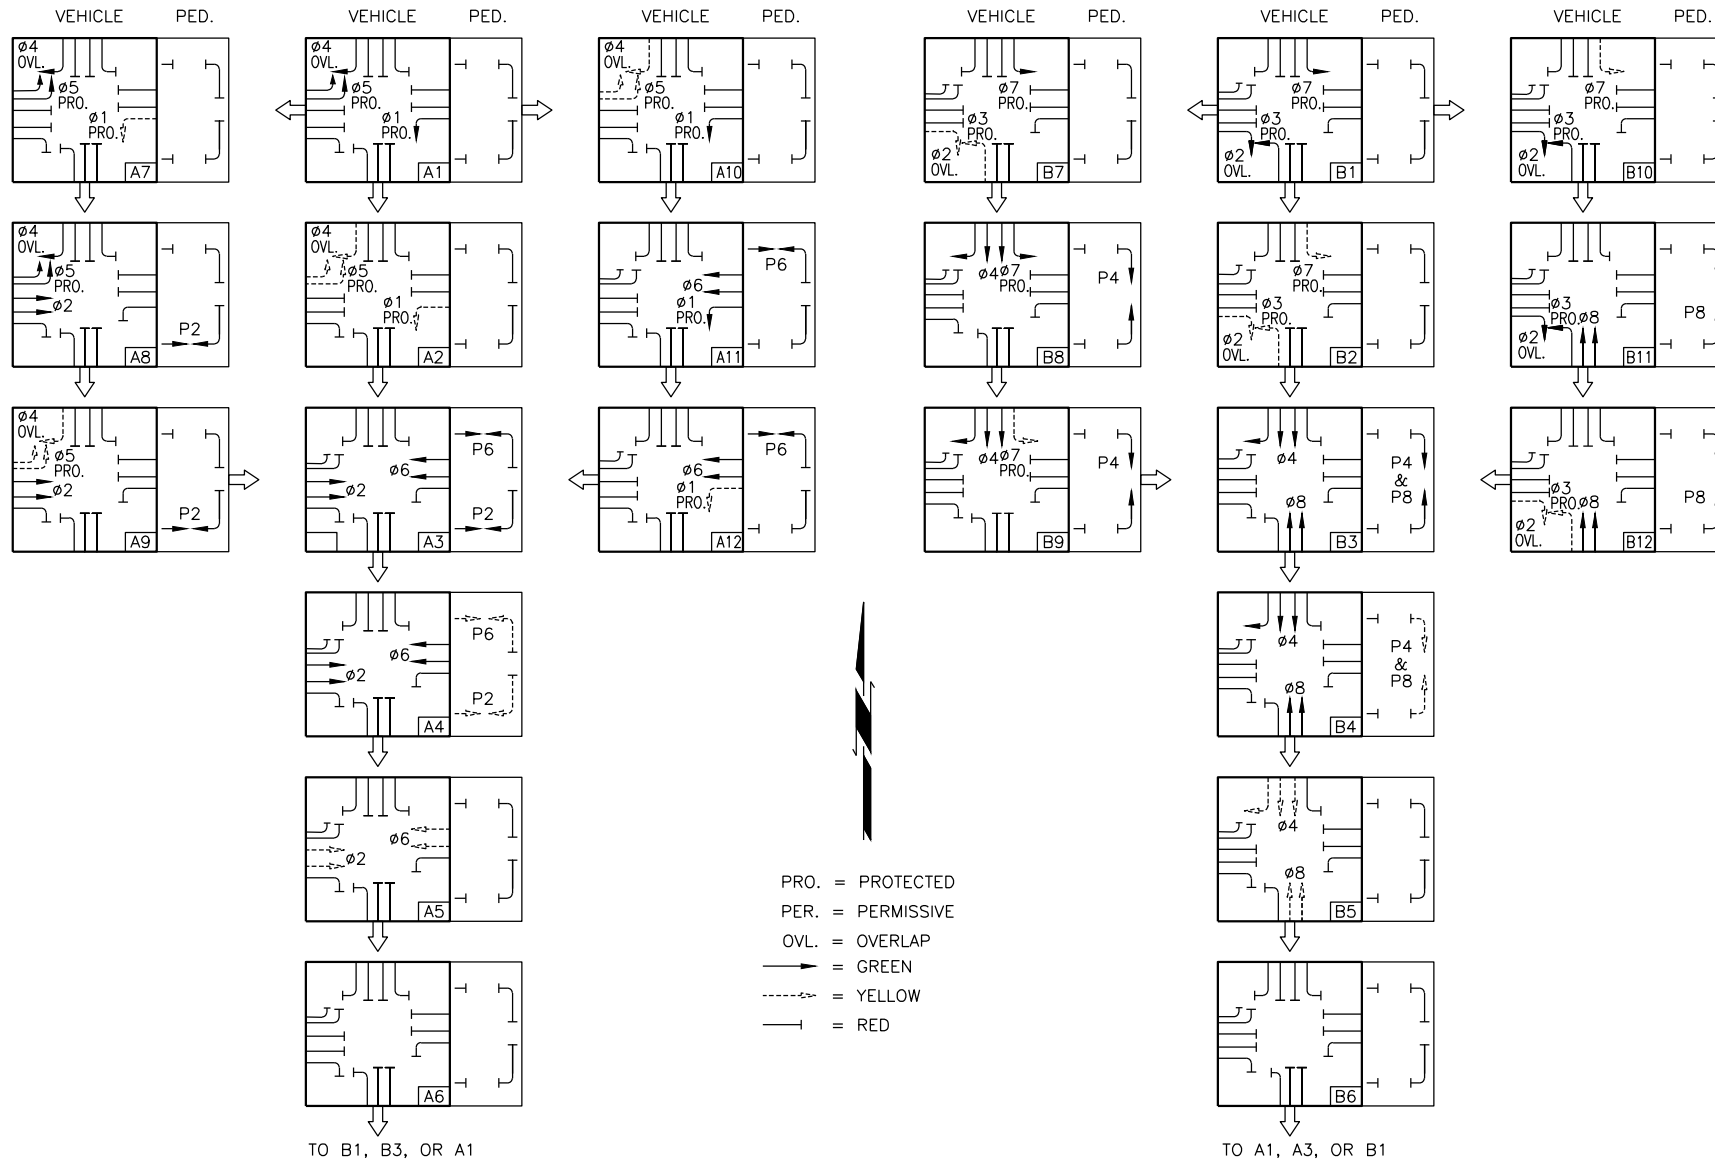 VEHICLE PED. VEHICLE PED. VEHICLE PED. VEHICLE PED. VEHICLE PED. VEHICLE PED.
ø4
OVL.
ø5
PRO.
ø1
PRO.
A7
ø4
OVL.
ø5
PRO.
ø1
PRO.
A1
ø4
OVL.
ø5
PRO.
ø1
PRO.
A10
ø7
PRO.
ø3
PRO.
ø2
OVL.
B7
ø7
PRO.
ø3
PRO.
ø2
OVL.
B1
ø7
PRO.
ø3
PRO.
ø2
OVL.
B10
ø4
OVL.
ø5
PRO.
ø2
P2
A8
ø4
OVL.
ø5
PRO.
ø1
PRO.
A2
P6
ø6
ø1
PRO.
A11
ø4 ø7
PRO.
P4
B8
ø7
PRO.
ø3
PRO.
ø2
OVL.
B2
ø3
PRO.
ø8
ø2
OVL.
P8
B11
ø4
OVL.
ø5
PRO.
ø2
P2
A9
P6
ø6
ø2
P2
A3
P6
ø6
ø1
PRO.
A12
ø4 ø7
PRO.
P4
B9
ø4
P4
&
P8
ø8
B3
ø3
PRO.
ø8
ø2
OVL.
P8
B12
P6
ø6
ø2
P2
A4
ø4
P4
&
P8
ø8
B4
ø6
ø2
A5
ø4
ø8
B5
PRO. = PROTECTED
PER. = PERMISSIVE
OVL. = OVERLAP
= GREEN
= YELLOW
= RED
A6
B6
TO B1, B3, OR A1
TO A1, A3, OR B1